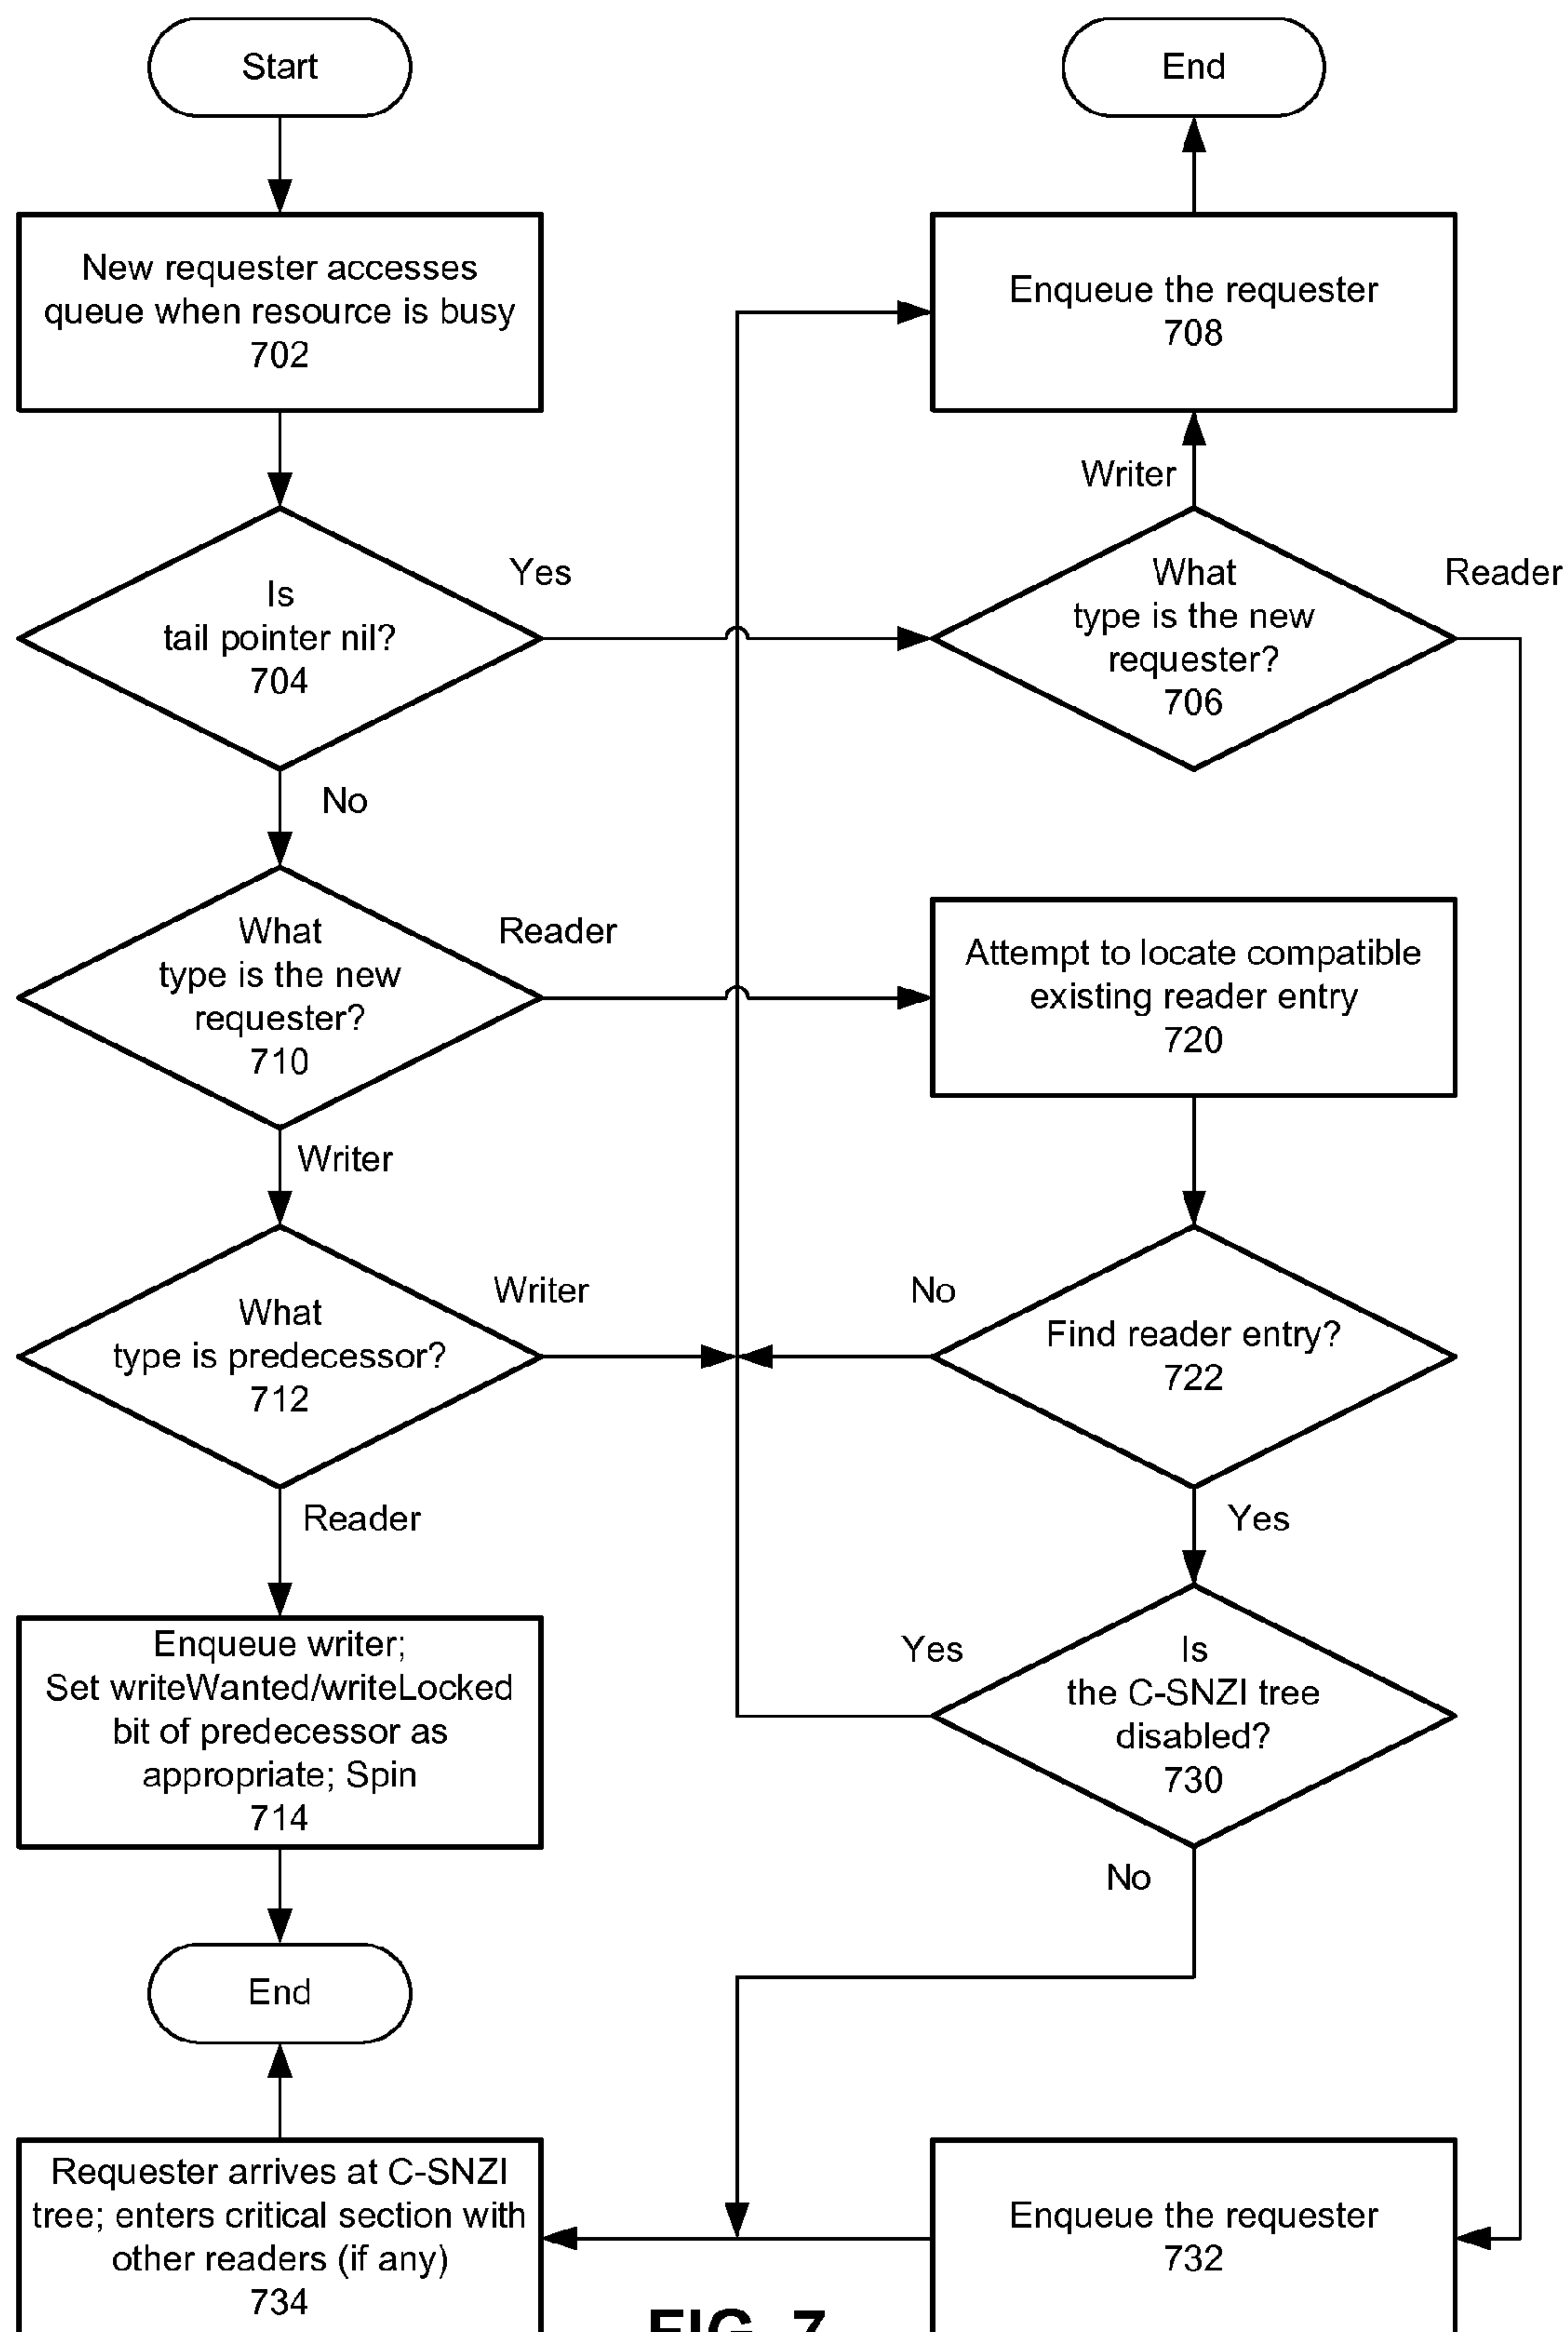 Start
End
New requester accesses
queue when resource is busy
702
Enqueue the requester
708
Writer
Is
tail pointer nil?
704
Yes
What
type is the new
requester?
706
Reader
No
What
type is the new
requester?
710
Reader
Attempt to locate compatible
existing reader entry
720
Writer
What
type is predecessor?
712
Writer
No
Find reader entry?
722
Reader
Yes
Enqueue writer;
Set writeWanted/writeLocked
bit of predecessor as
appropriate; Spin
714
Yes
Is
the C-SNZI tree
disabled?
730
No
End
Requester arrives at C-SNZI
tree; enters critical section with
other readers (if any)
734
Enqueue the requester
732
FIG. 7